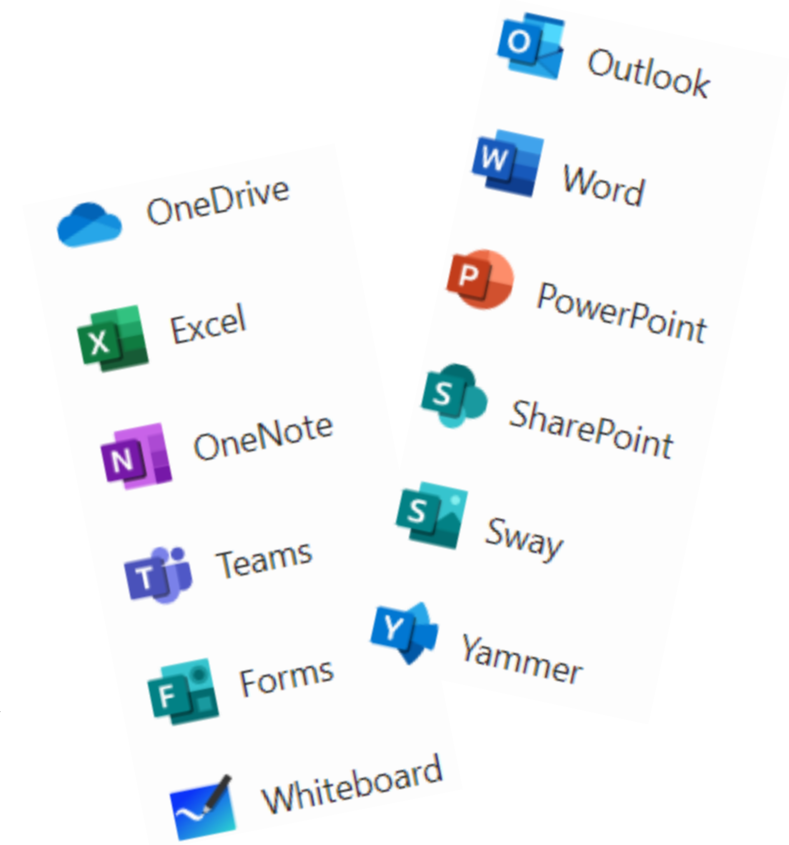 OneDrive
Excel
OneNote
Teams
Forms
Whiteboard
Outlook
Word
PowerPoint
SharePoint
Sway
Yammer